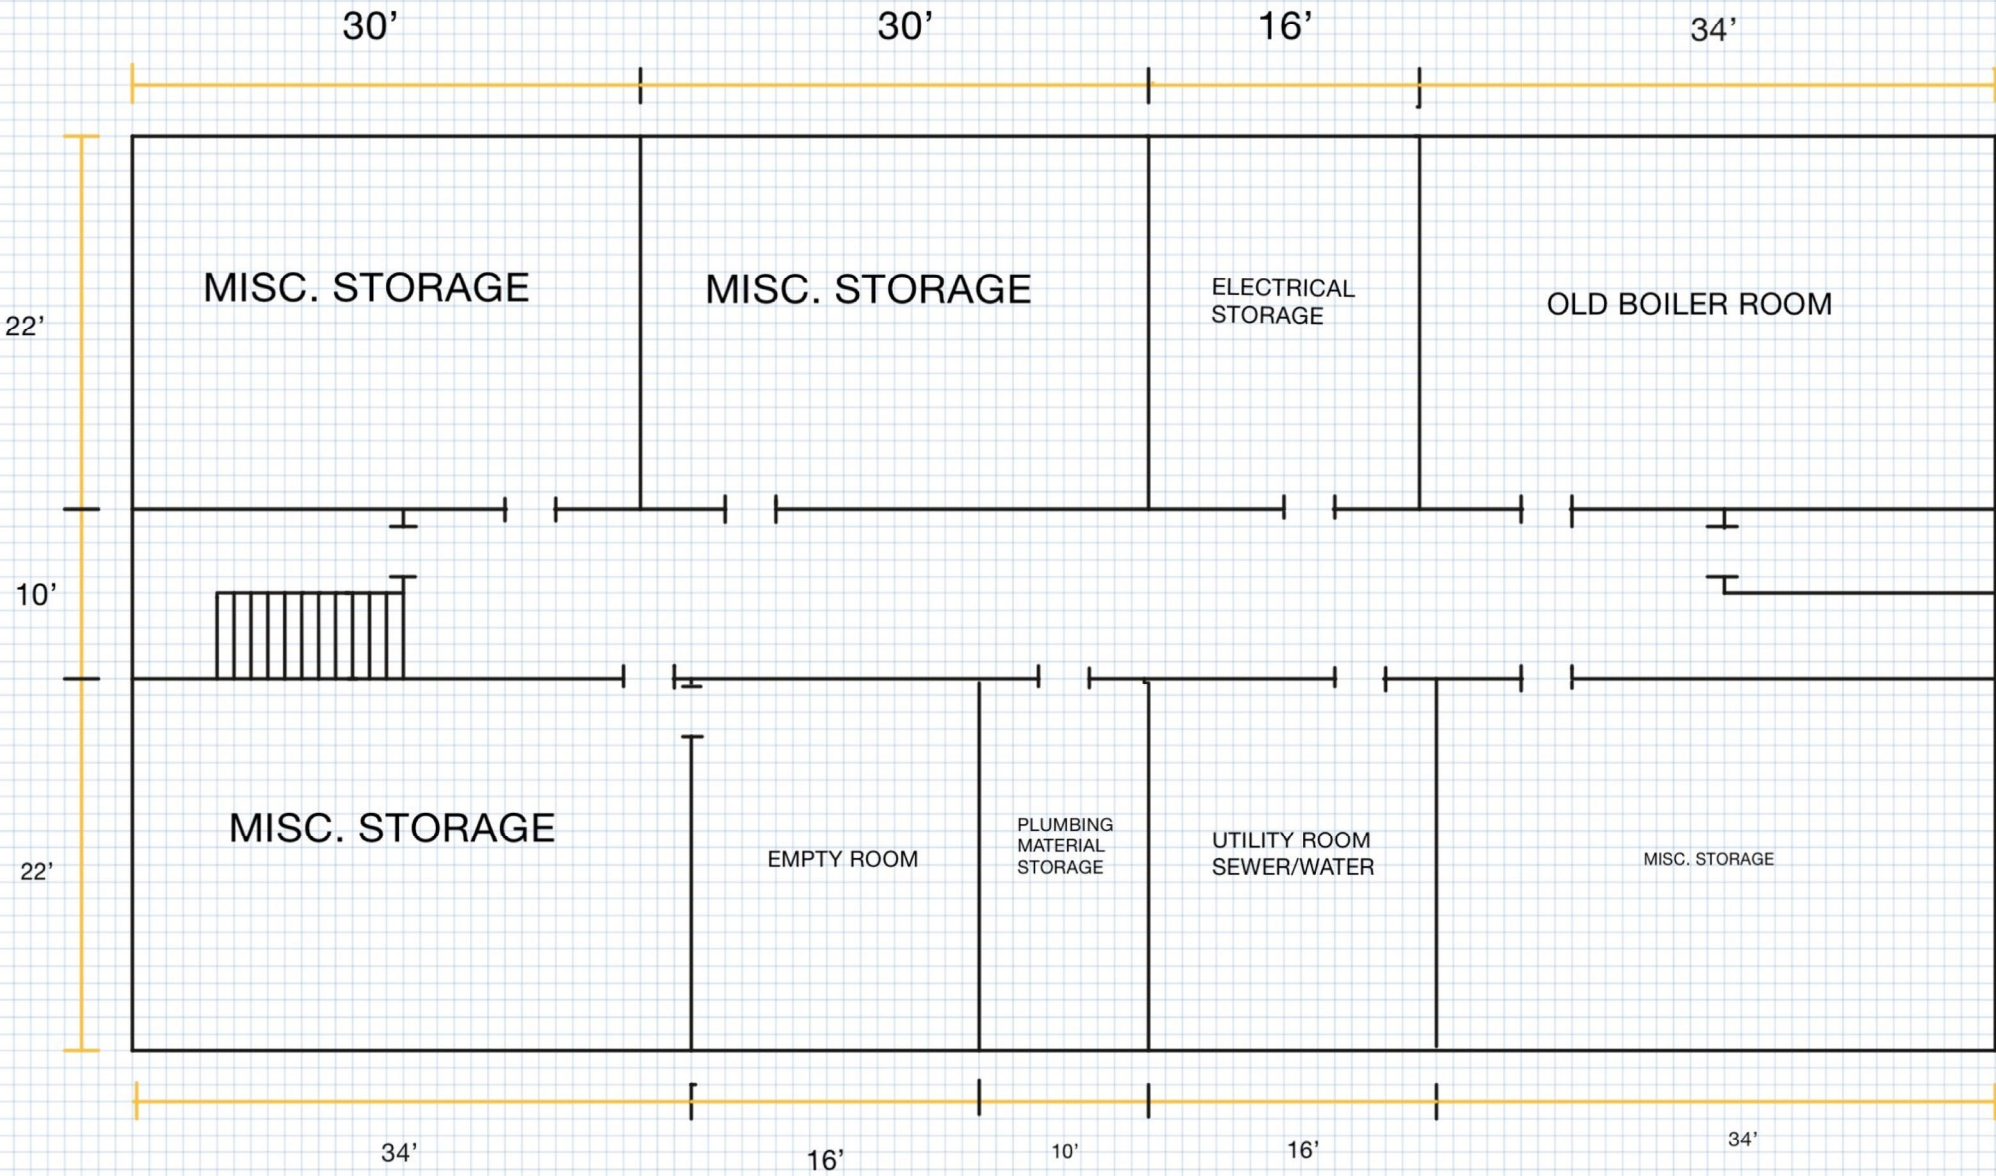 30’
30’
16’
34’
MISC. STORAGE
MISC. STORAGE
ELECTRICAL
STORAGE
OLD BOILER ROOM
22’
10’
MISC. STORAGE
EMPTY ROOM
PLUMBING
MATERIAL
STORAGE
UTILITY ROOM
SEWER/WATER
MISC. STORAGE
22’
34’
16’
10’
16’
34’